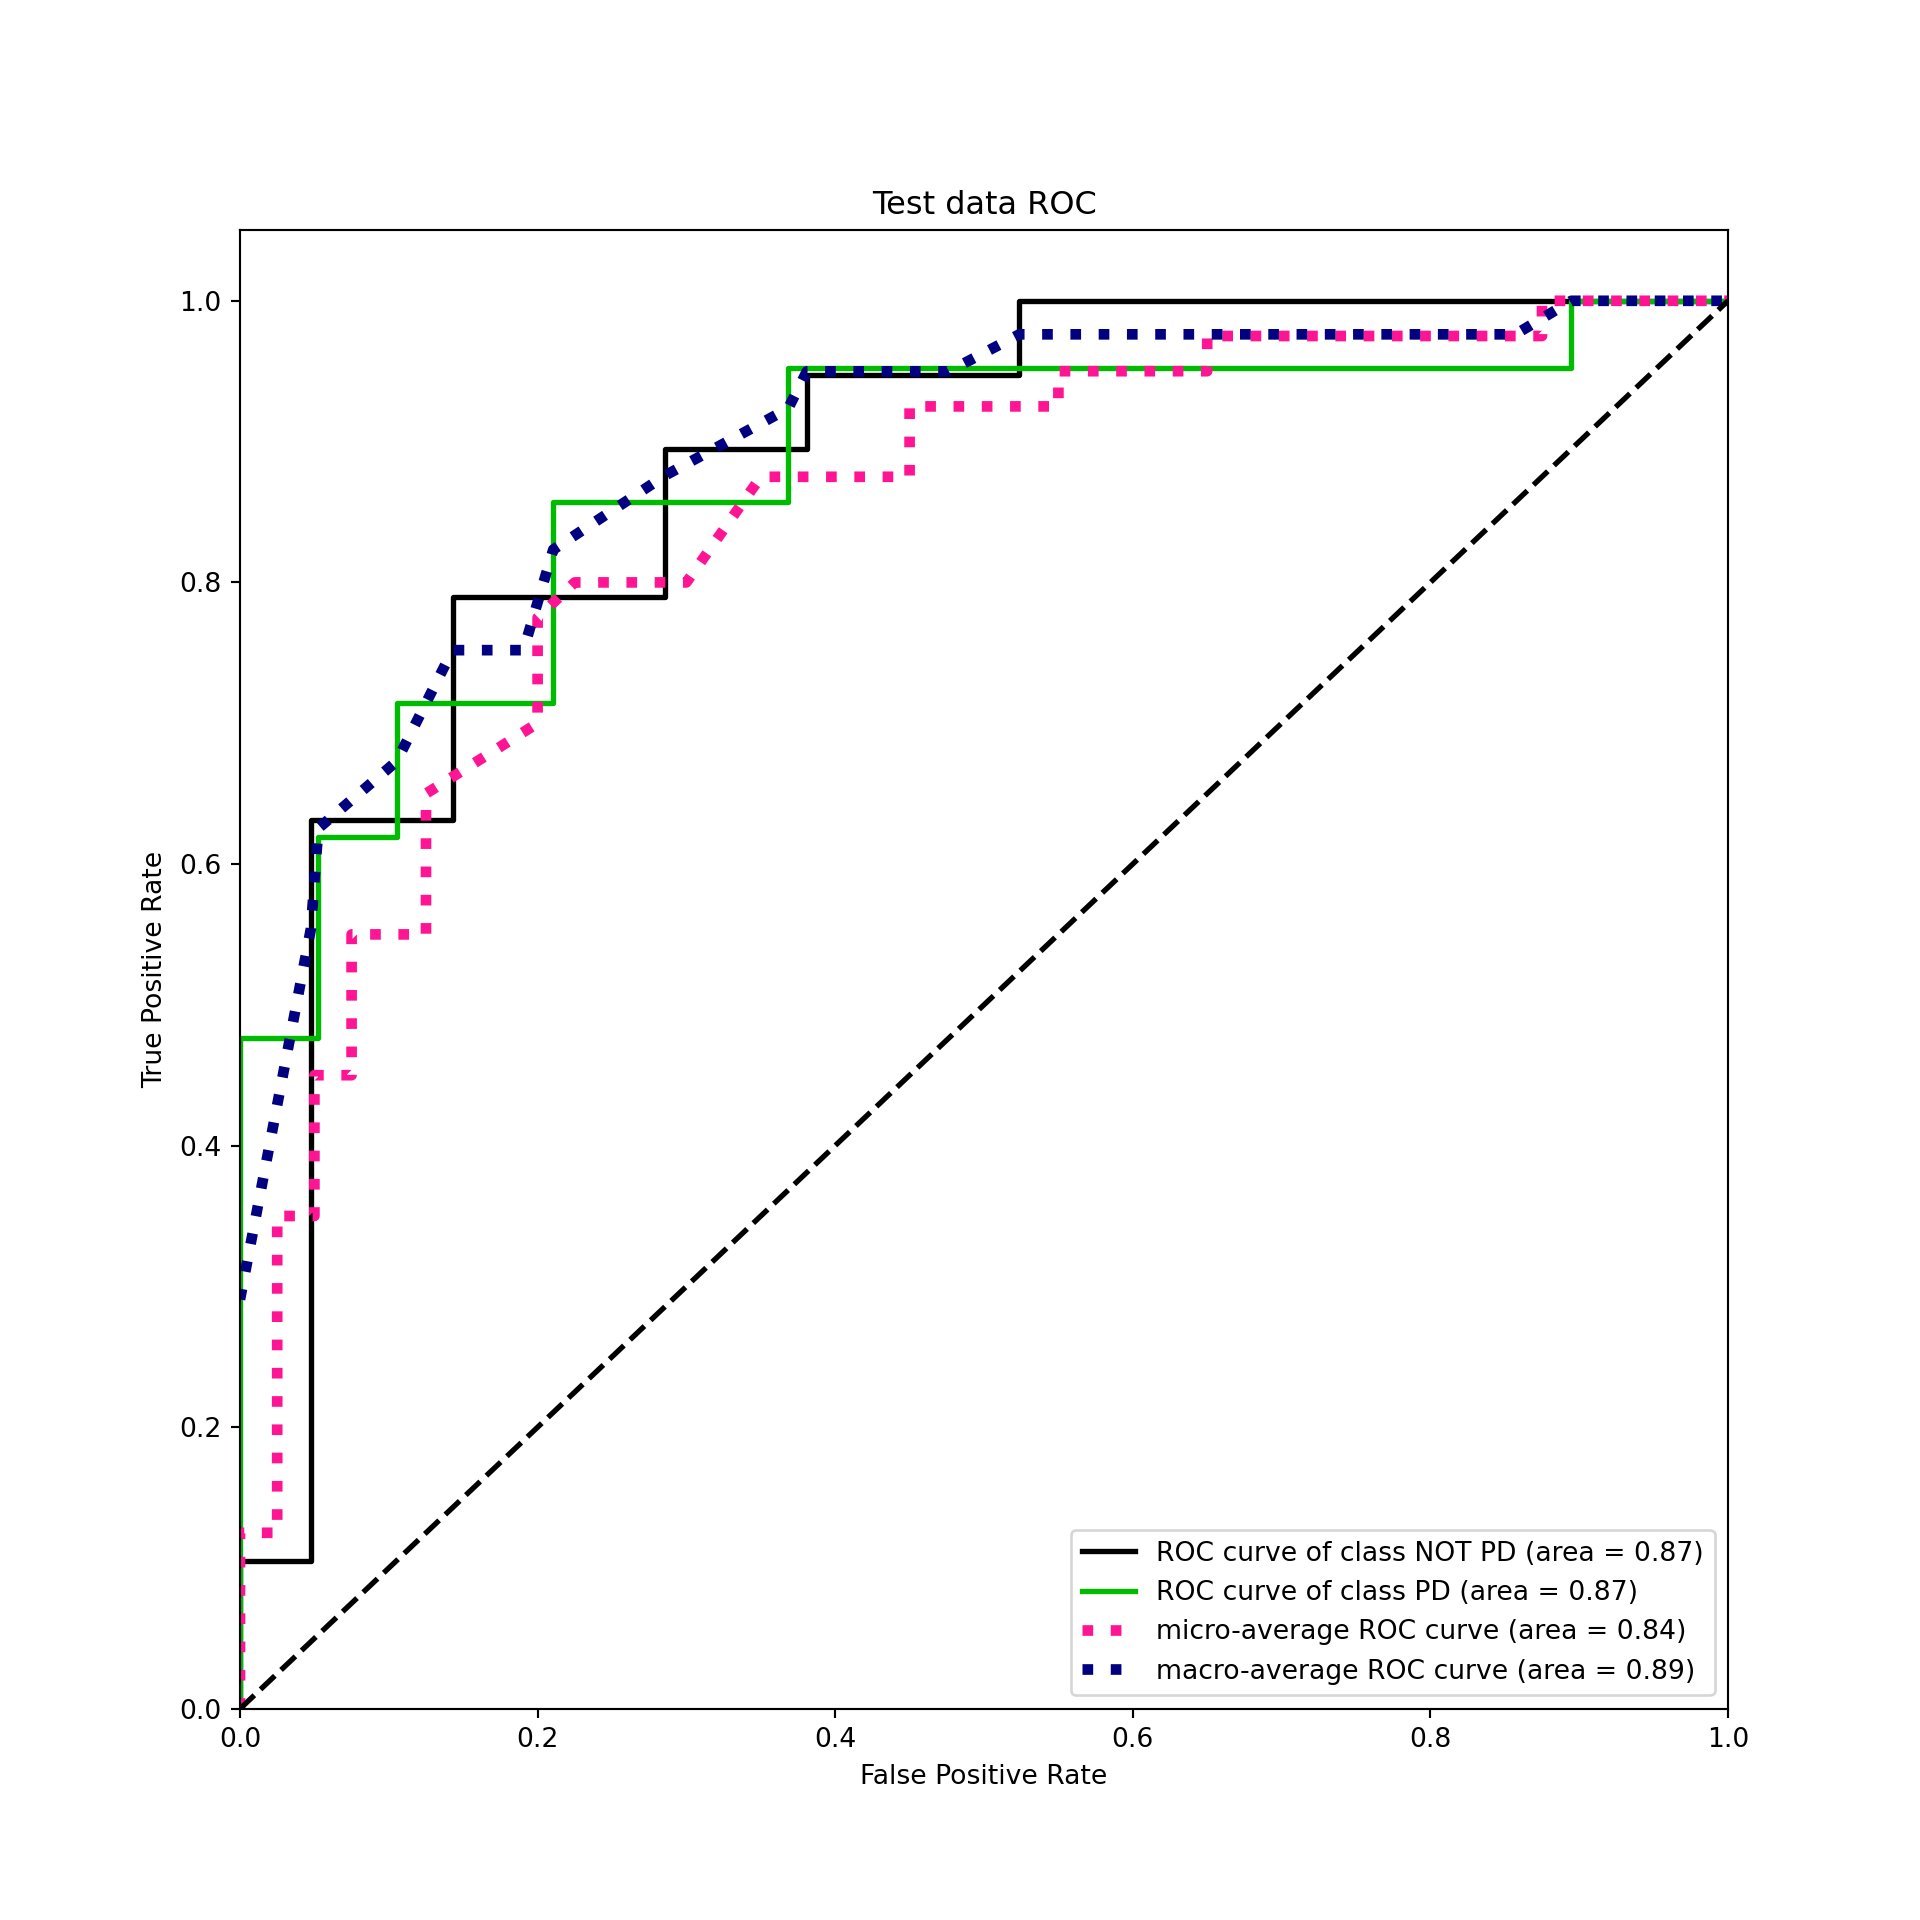 Test data ROC
1.0
0.8
0.6
0.4
0.2
0.0
True Positive Rate
0.0 0.2 0.4 0.6 0.8 1.0
False Positive Rate
ROC curve of class NOT PD (area = 0.87)
ROC curve of class PD (area = 0.87)
micro-average ROC curve (area = 0.84)
macro-average ROC curve (area = 0.89)